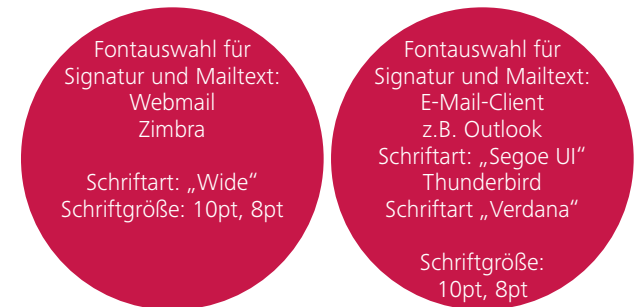 Fontauswahl für
Signatur und Mailtext:
Webmail
Zimbra
Schriftart: „Wide“
Schriftgröße: 10pt, 8pt
Fontauswahl für
Signatur und Mailtext:
E-Mail-Client
z.B. Outlook
Schriftart: „Segoe UI“
Thunderbird
Schriftart „Verdana“
Schriftgröße:
10pt, 8pt